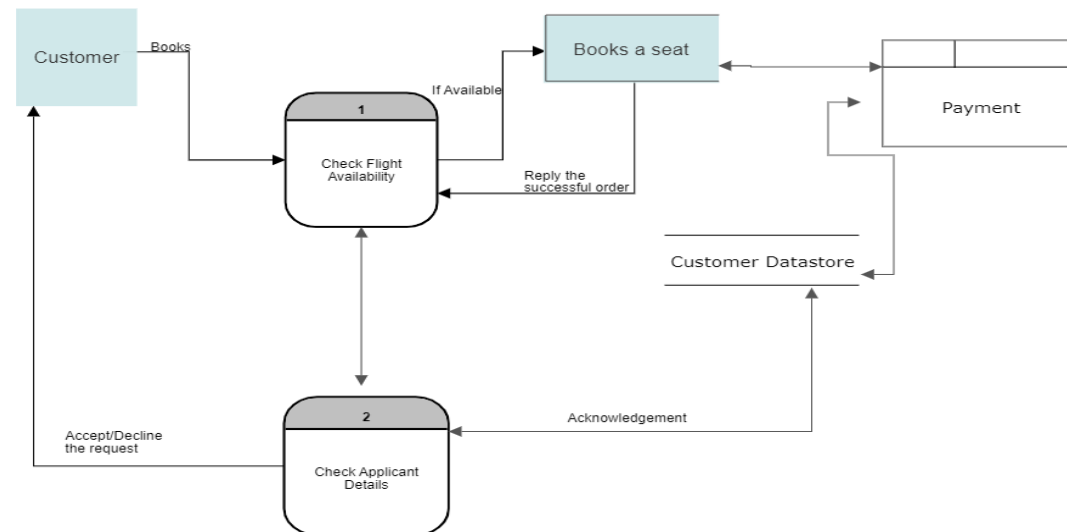 Customer
Books
Books a seat
If Available
1
Check Flight
Availability
Reply the
successful order
Payment
Customer Datastore
2
Check Applicant
Details
Acknowledgement
Accept/Decline
the request